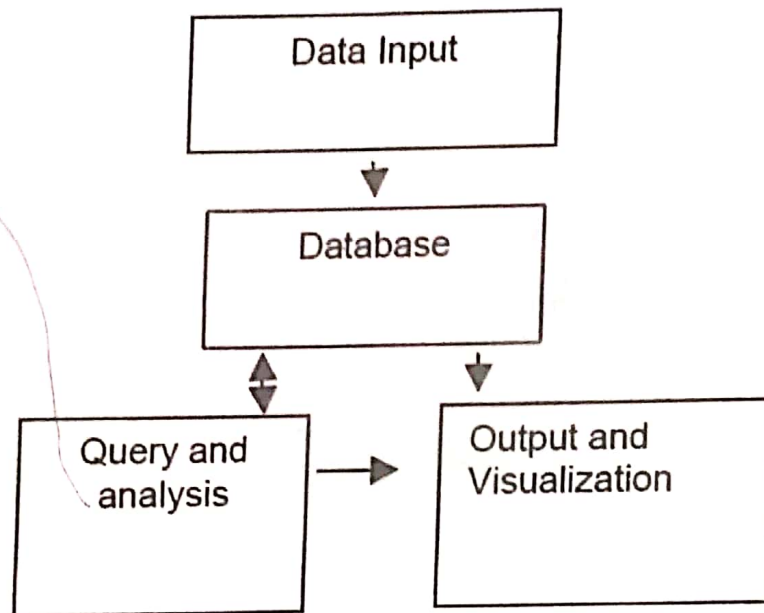 Data Input
Database
Query and
analysis
Output and
Visualization